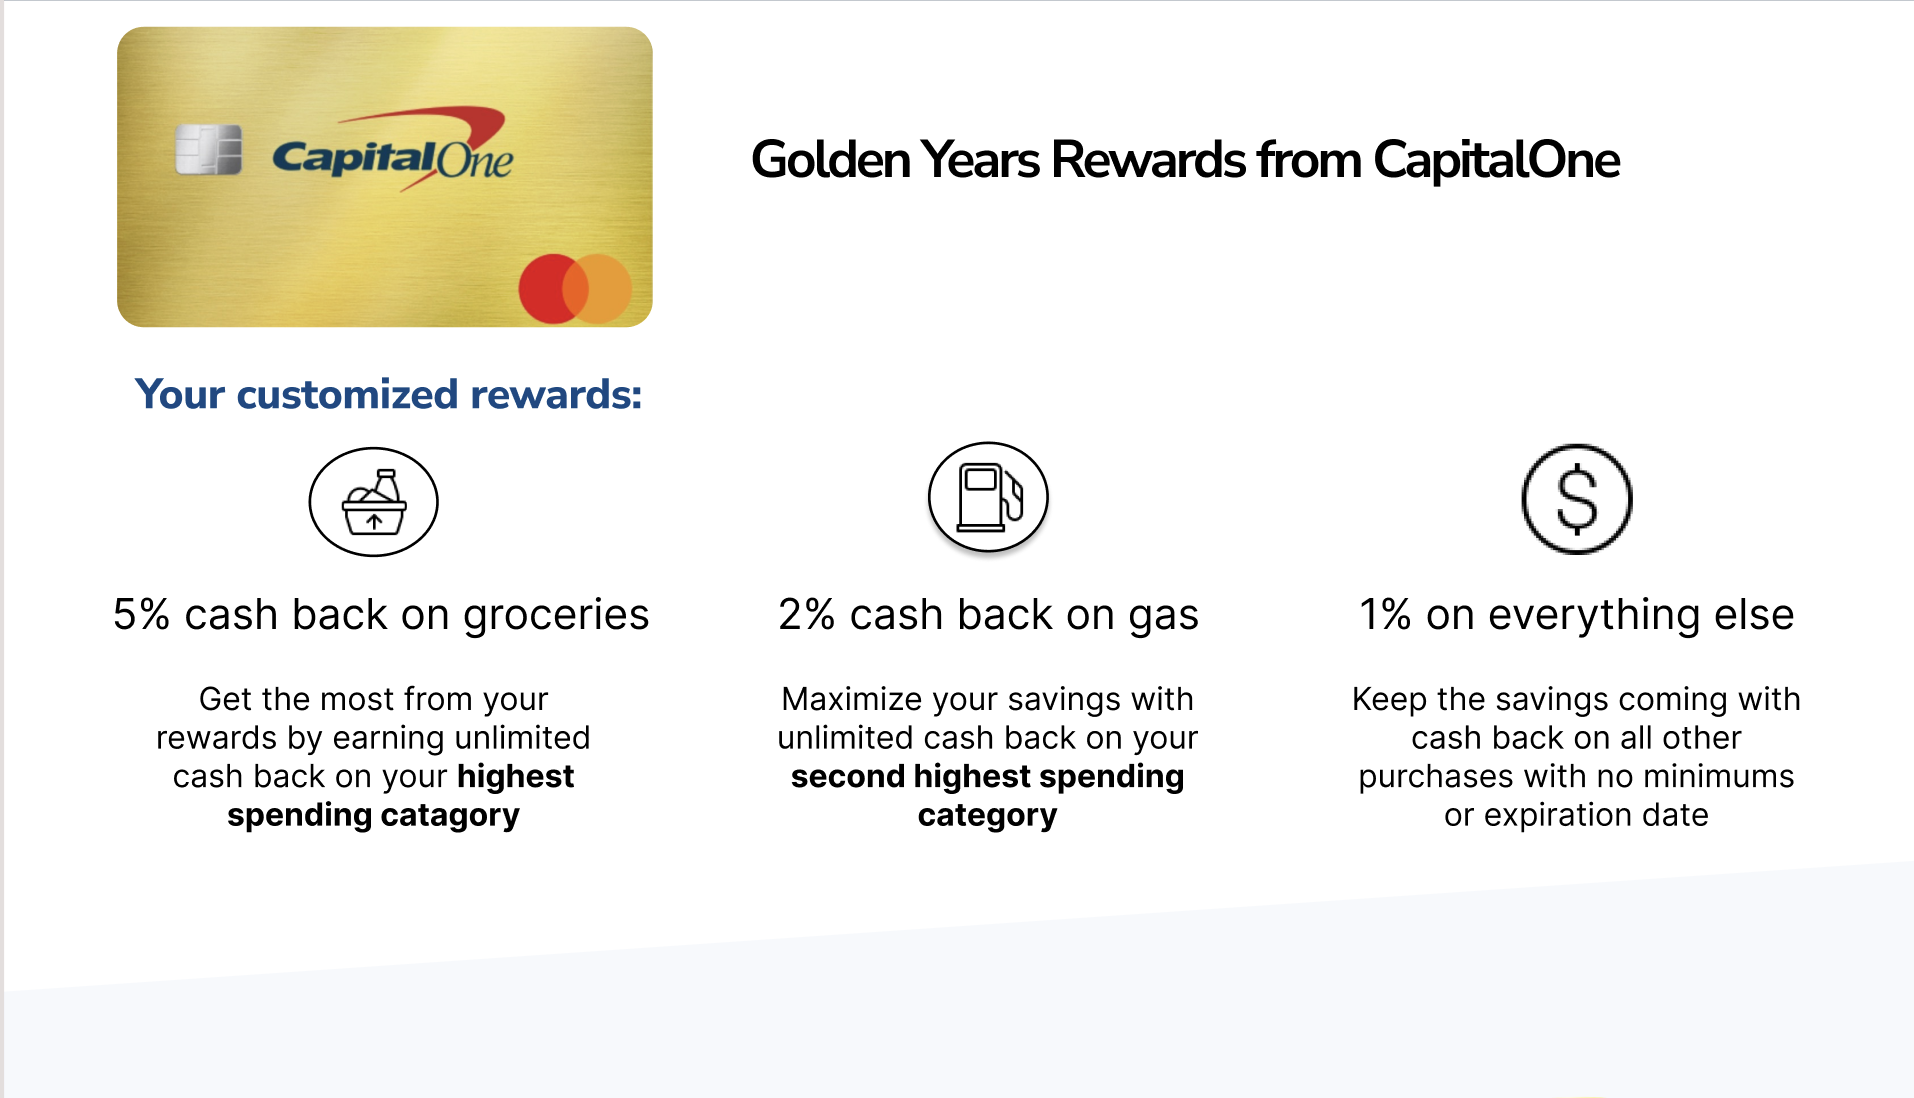 CapitalOne
Golden Years Rewards from CapitalOne
Your customized rewards:
$
5% cash back on groceries
Get the most from your
rewards by earning unlimited
cash back on your highest
spending catagory
2% cash back on gas
Maximize your savings with
unlimited cash back on your
second highest spending
category
1% on everything else
Keep the savings coming with
cash back on all other
purchases with no minimums
or expiration date